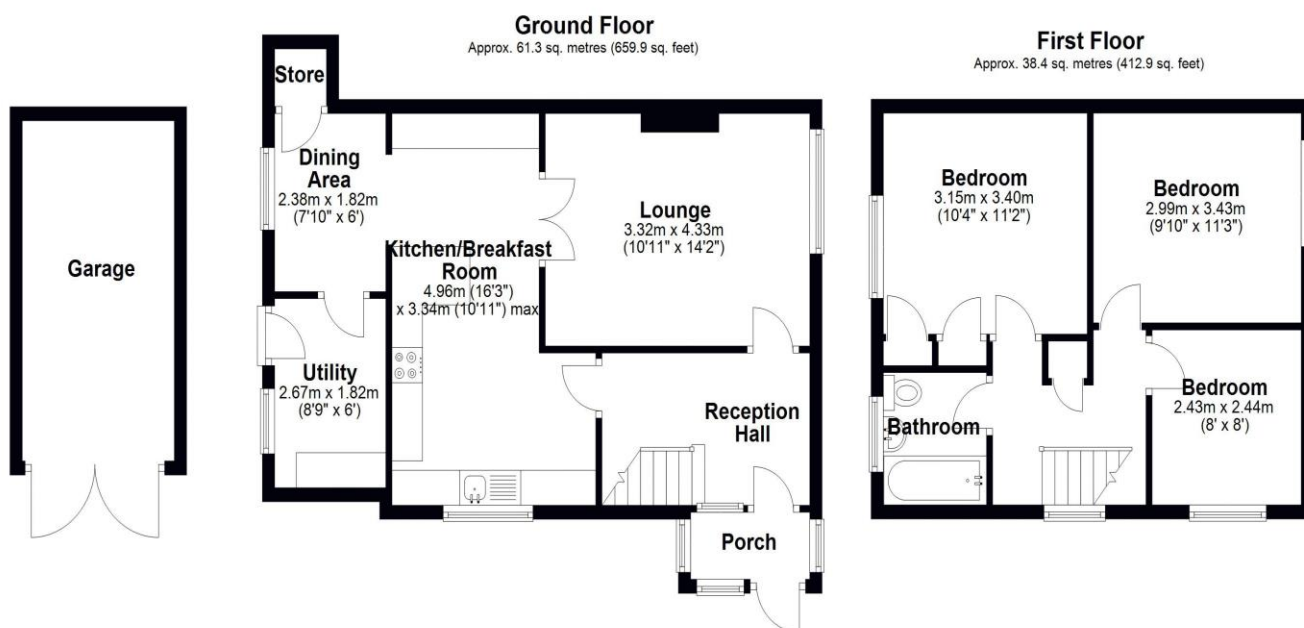 Ground Floor
Approx. 61.3 sq. metres (659.9 sq. feet)
Store
Dining
Area
2.38m x 1.82m
(7'10" x 6')
Lounge
3.32m x 4.33m
(10'11" x 14'2")
Kitchen/Breakfast
Room
4.96m (16'3")
x 3.34m (10'11") max
Garage
Utility
2.67m x 1.82m
(8'9" x 6')
Reception
Hall
Porch
First Floor
Approx. 38.4 sq. metres (412.9 sq. feet)
Bedroom
3.15m x 3.40m
(10'4" x 11'2")
Bedroom
2.99m x 3.43m
(9'10" x 11'3")
Bedroom
2.43m x 2.44m
(8' x 8')
Bathroom